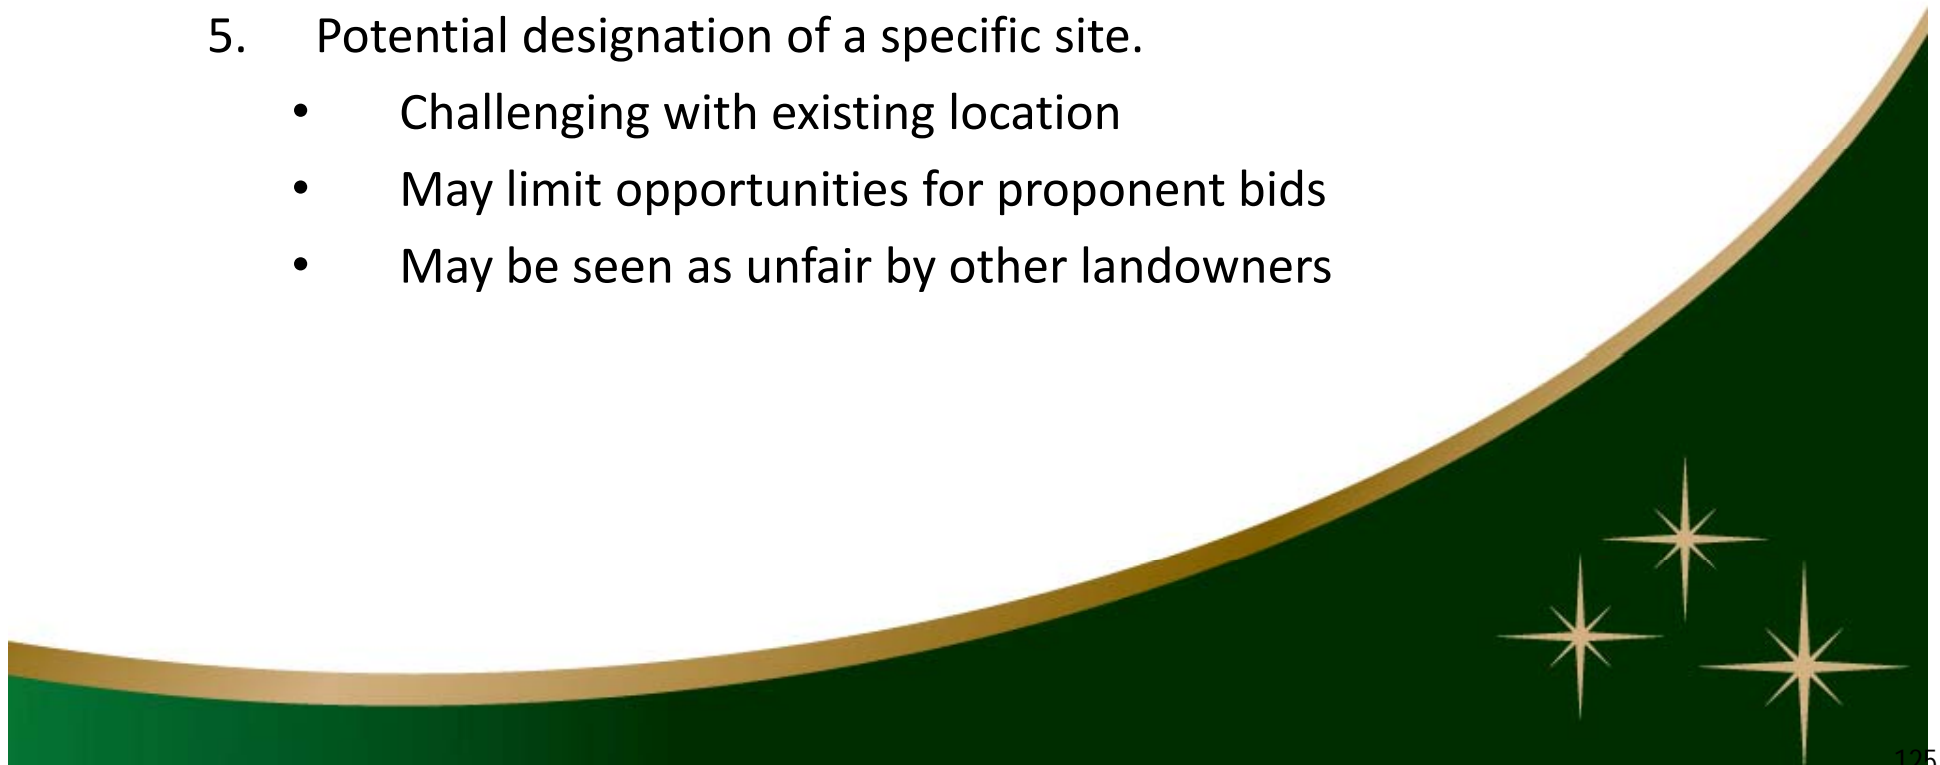 5. Potential designation of a specific site.
• Challenging with existing location
• May limit opportunities for proponent bids
• May be seen as unfair by other landowners
125